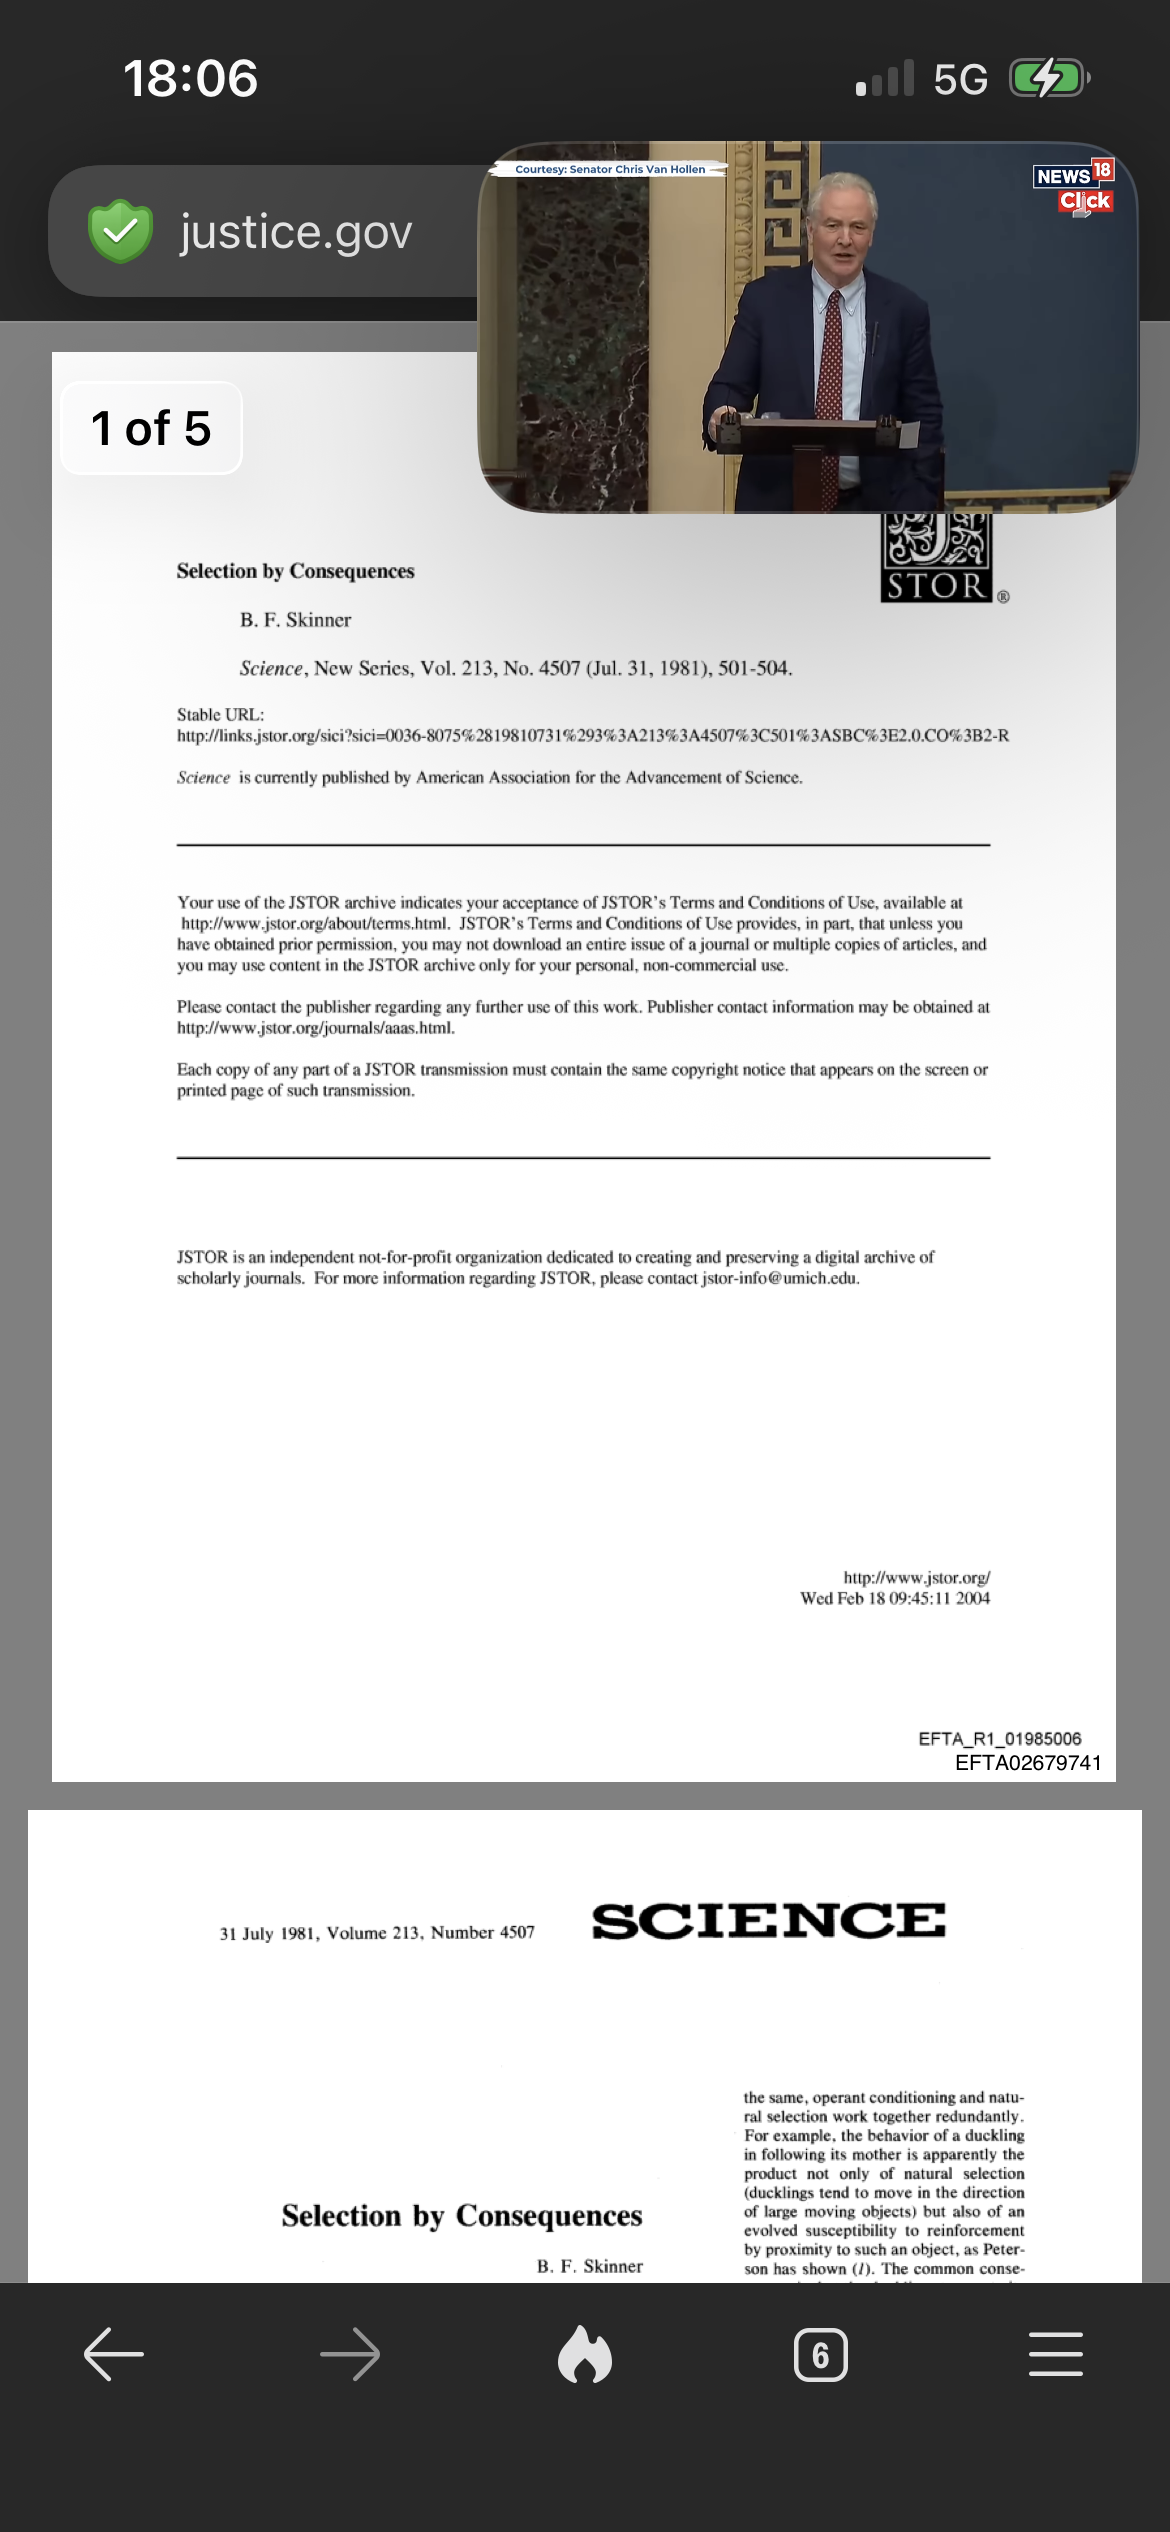 18:06
5G
justice.gov
Courtesy: Senator Chris Van Hollen
NEWS 18
Click
1 of 5
STOR ®
Selection by Consequences
B. F. Skinner
Science, New Series, Vol. 213, No. 4507 (Jul. 31, 1981), 501-504.
Stable URL:
http://links.jstor.org/sici?sici=0036-8075%2819810731%293%3A213%3A4507%3C501%3ASBC%3E2.0.CO%3B2-R
Science is currently published by American Association for the Advancement of Science.
Your use of the JSTOR archive indicates your acceptance of JSTOR's Terms and Conditions of Use, available at
http://www.jstor.org/about/terms.html. JSTOR's Terms and Conditions of Use provides, in part, that unless you
have obtained prior permission, you may not download an entire issue of a journal or multiple copies of articles, and
you may use content in the JSTOR archive only for your personal, non-commercial use.
Please contact the publisher regarding any further use of this work. Publisher contact information may be obtained at
http://www.jstor.org/journals/aaas.html.
Each copy of any part of a JSTOR transmission must contain the same copyright notice that appears on the screen or
printed page of such transmission.
JSTOR is an independent not-for-profit organization dedicated to creating and preserving a digital archive of
scholarly journals. For more information regarding JSTOR, please contact jstor-info@umich.edu.
http://www.jstor.org/
Wed Feb 18 09:45:11 2004
EFTA_R1_01985006
EFTA02679741
31 July 1981, Volume 213, Number 4507
SCIENCE
Selection by Consequences
B. F. Skinner
the same, operant conditioning and natu-
ral selection work together redundantly.
For example, the behavior of a duckling
in following its mother is apparently the
product not only of natural selection
(ducklings tend to move in the direction
of large moving objects) but also of an
evolved susceptibility to reinforcement
by proximity to such an object, as Peter-
son has shown (1). The common conse-
6